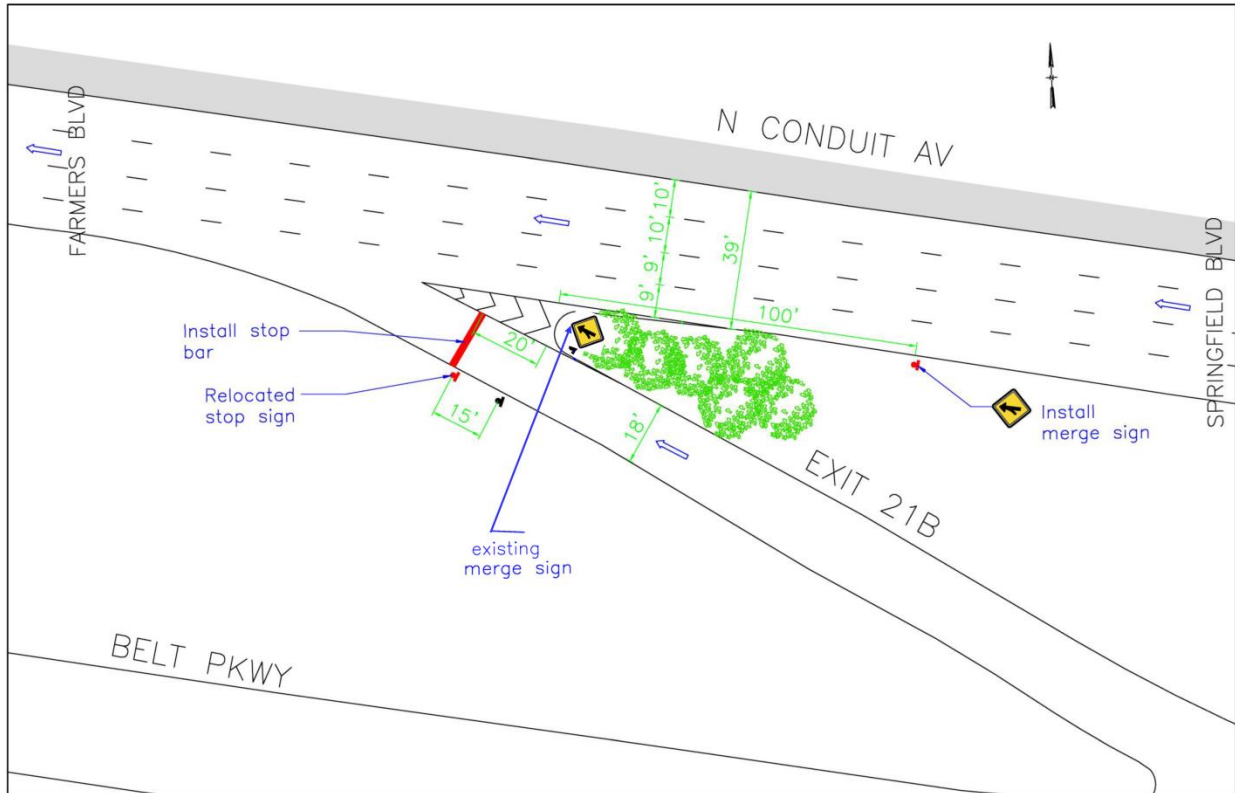 N CONDUIT AV
N
FARMERS BLVD
SPRINGFIELD BLVD
10'
10'
9'
9'
39'
100'
Install stop
bar
20'
Relocated
stop sign
15'
18'
Install
merge sign
EXIT 21B
existing
merge sign
BELT PKWY